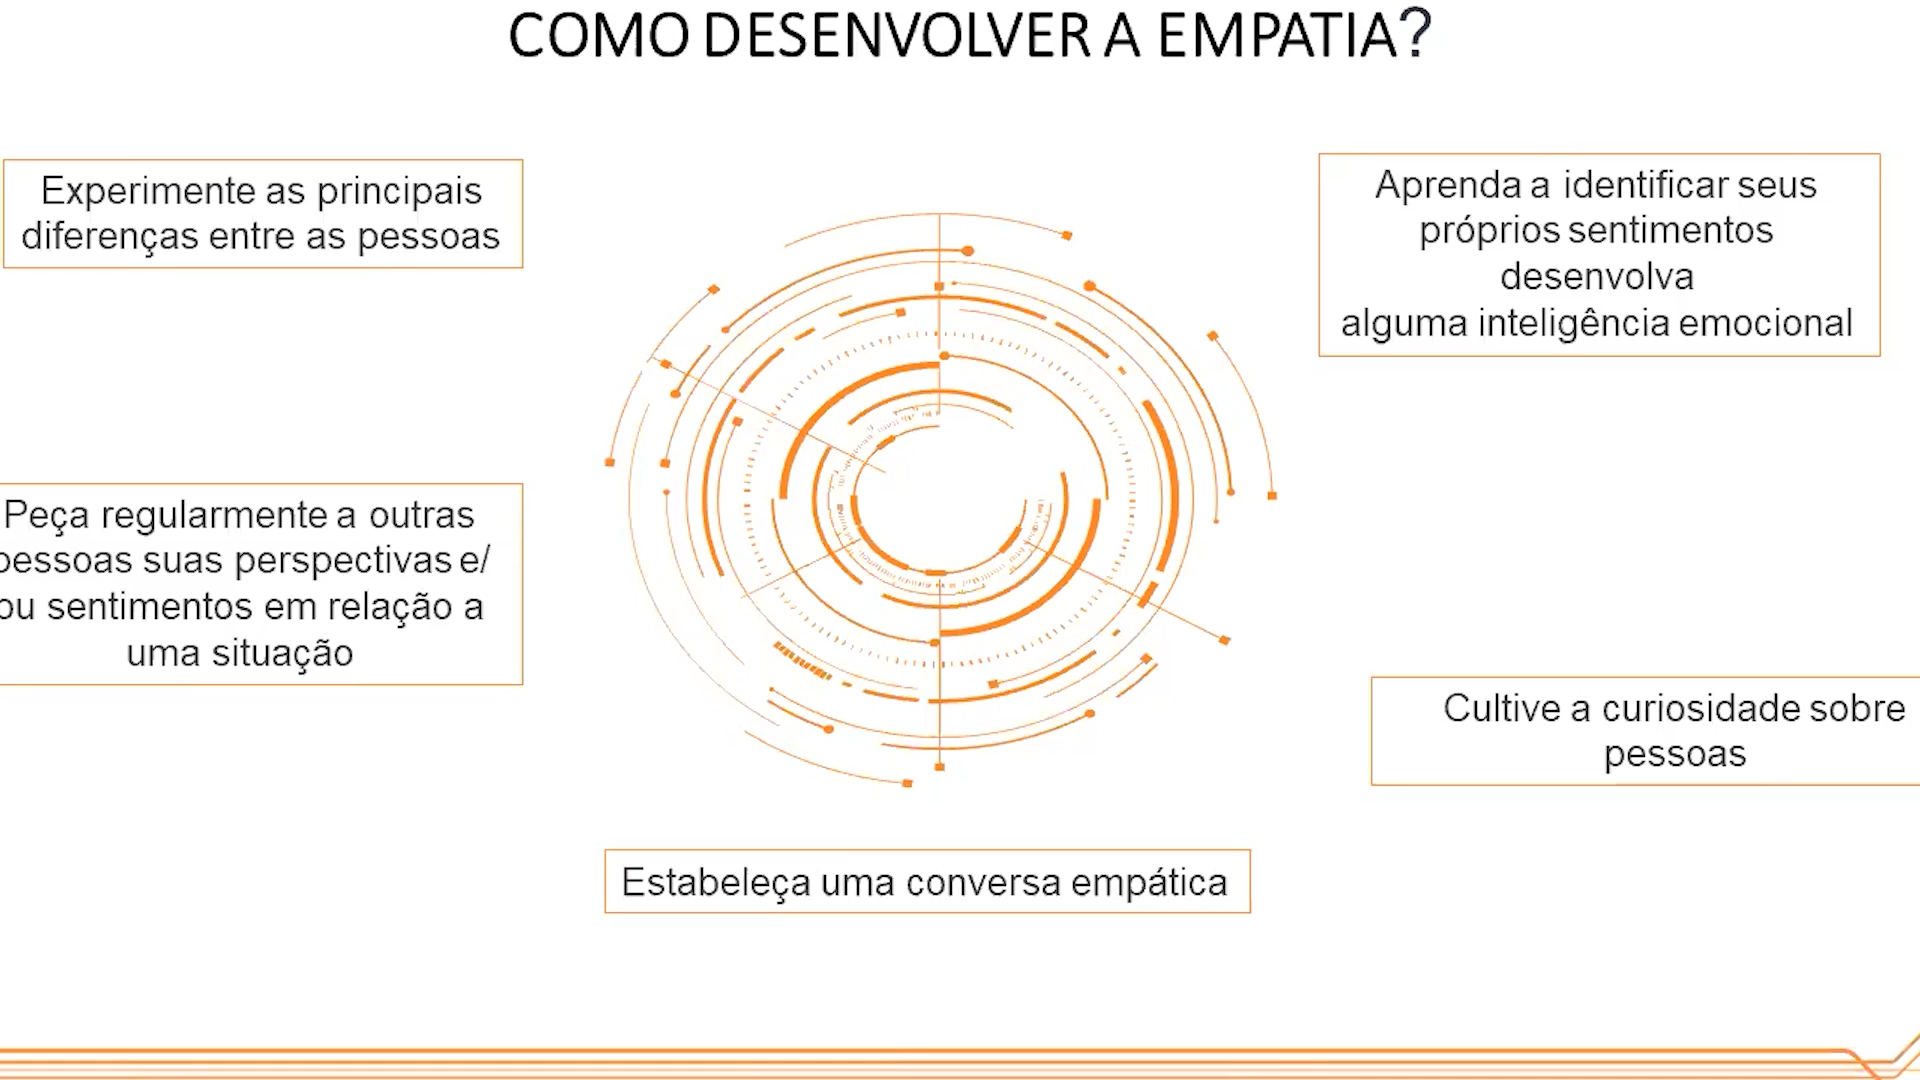 COMO DESENVOLVER A EMPATIA?
Experimente as principais
diferenças entre as pessoas
Aprenda a identificar seus
próprios sentimentos
desenvolva
alguma inteligência emocional
Peça regularmente a outras
pessoas suas perspectivas e/
ou sentimentos em relação a
uma situação
Cultive a curiosidade sobre
pessoas
Estabeleça uma conversa empática